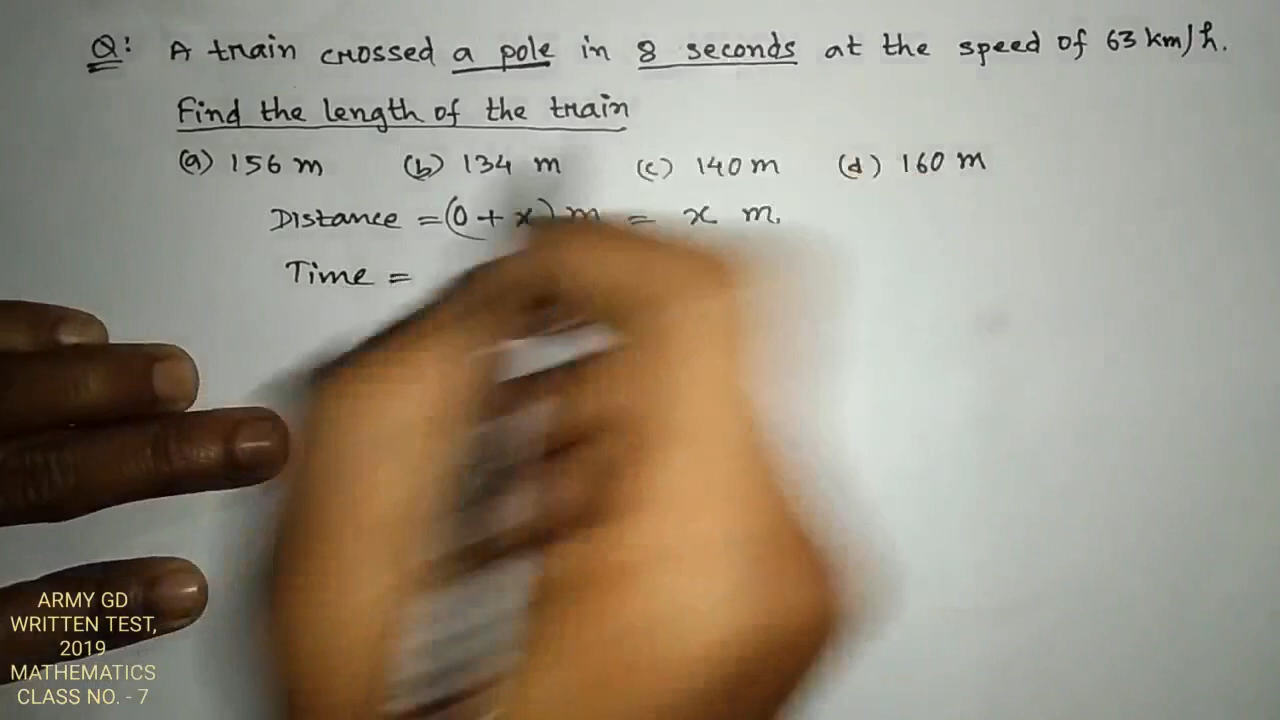 Q: A train crossed a pole in 8 seconds at the speed of 63 km/h.
Find the length of the train
(a) 156 m (b) 134 m (c) 140 m (d) 160 m
Distance = (0 + x) m = x m.
Time =
ARMY GD
WRITTEN TEST,
2019
MATHEMATICS
CLASS NO. - 7